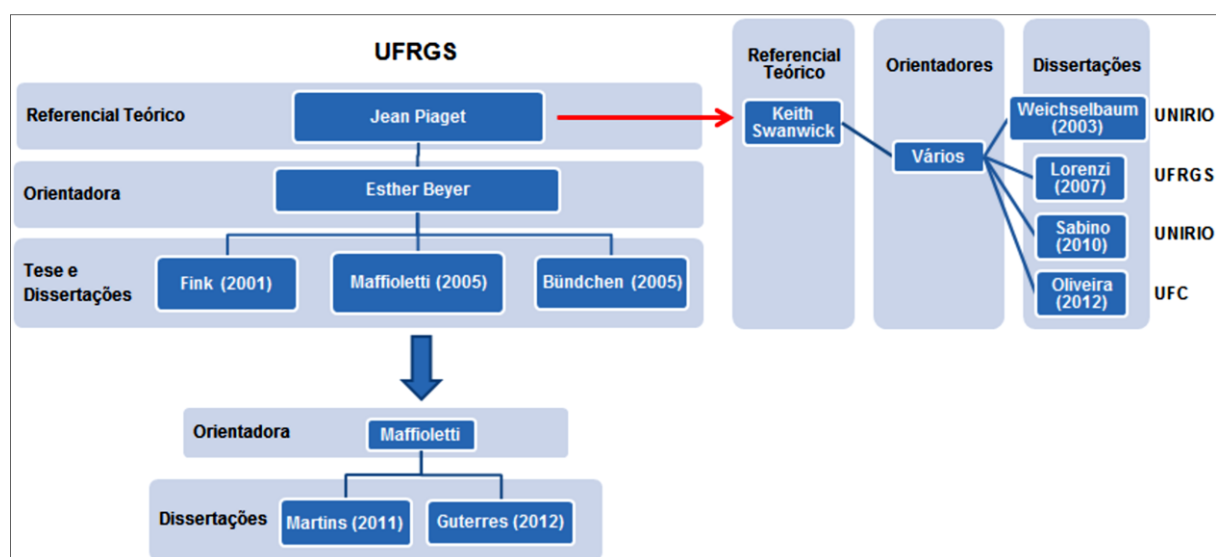 UFRGS
Referencial Teórico
Jean Piaget
Orientadora
Esther Beyer
Tese e
Dissertações
Fink (2001)
Maffioletti (2005)
Bündchen (2005)
Orientadora
Maffioletti
Dissertações
Martins (2011)
Guterres (2012)
Referencial
Teórico
Keith
Swanwick
Orientadores
Vários
Dissertações
Weichselbaum
(2003)
UNIRIO
Lorenzi
(2007)
UFRGS
Sabino
(2010)
UNIRIO
Oliveira
(2012)
UFC